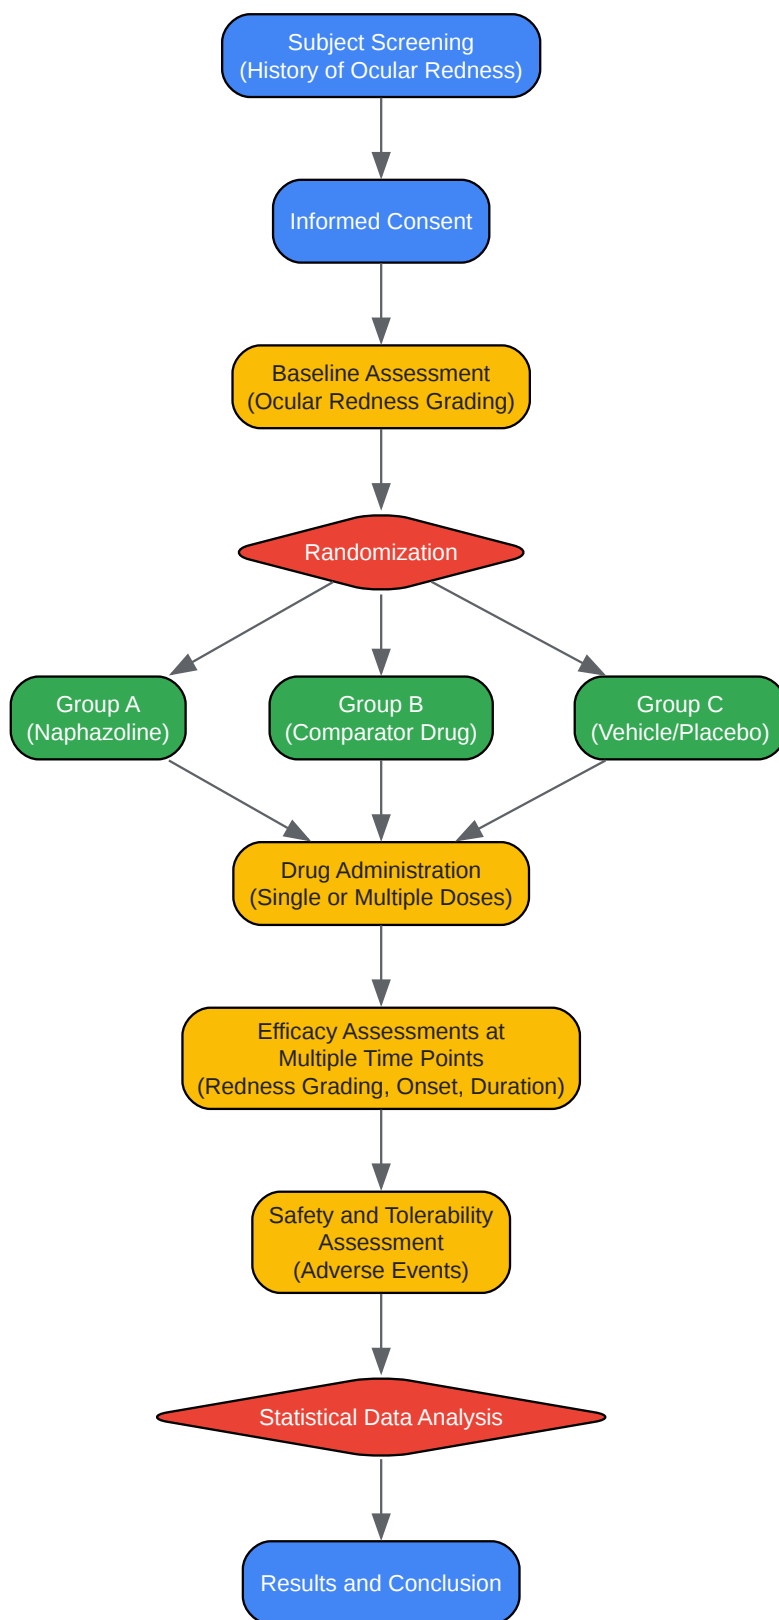 Subject Screening
(History of Ocular Redness)
Informed Consent
Baseline Assessment
(Ocular Redness Grading)
Randomization
Group A
(Naphazoline)
Group B
(Comparator Drug)
Group C
(Vehicle/Placebo)
Drug Administration
(Single or Multiple Doses)
Efficacy Assessments at
Multiple Time Points
(Redness Grading, Onset, Duration)
Safety and Tolerability
Assessment
(Adverse Events)
Statistical Data Analysis
Results and Conclusion